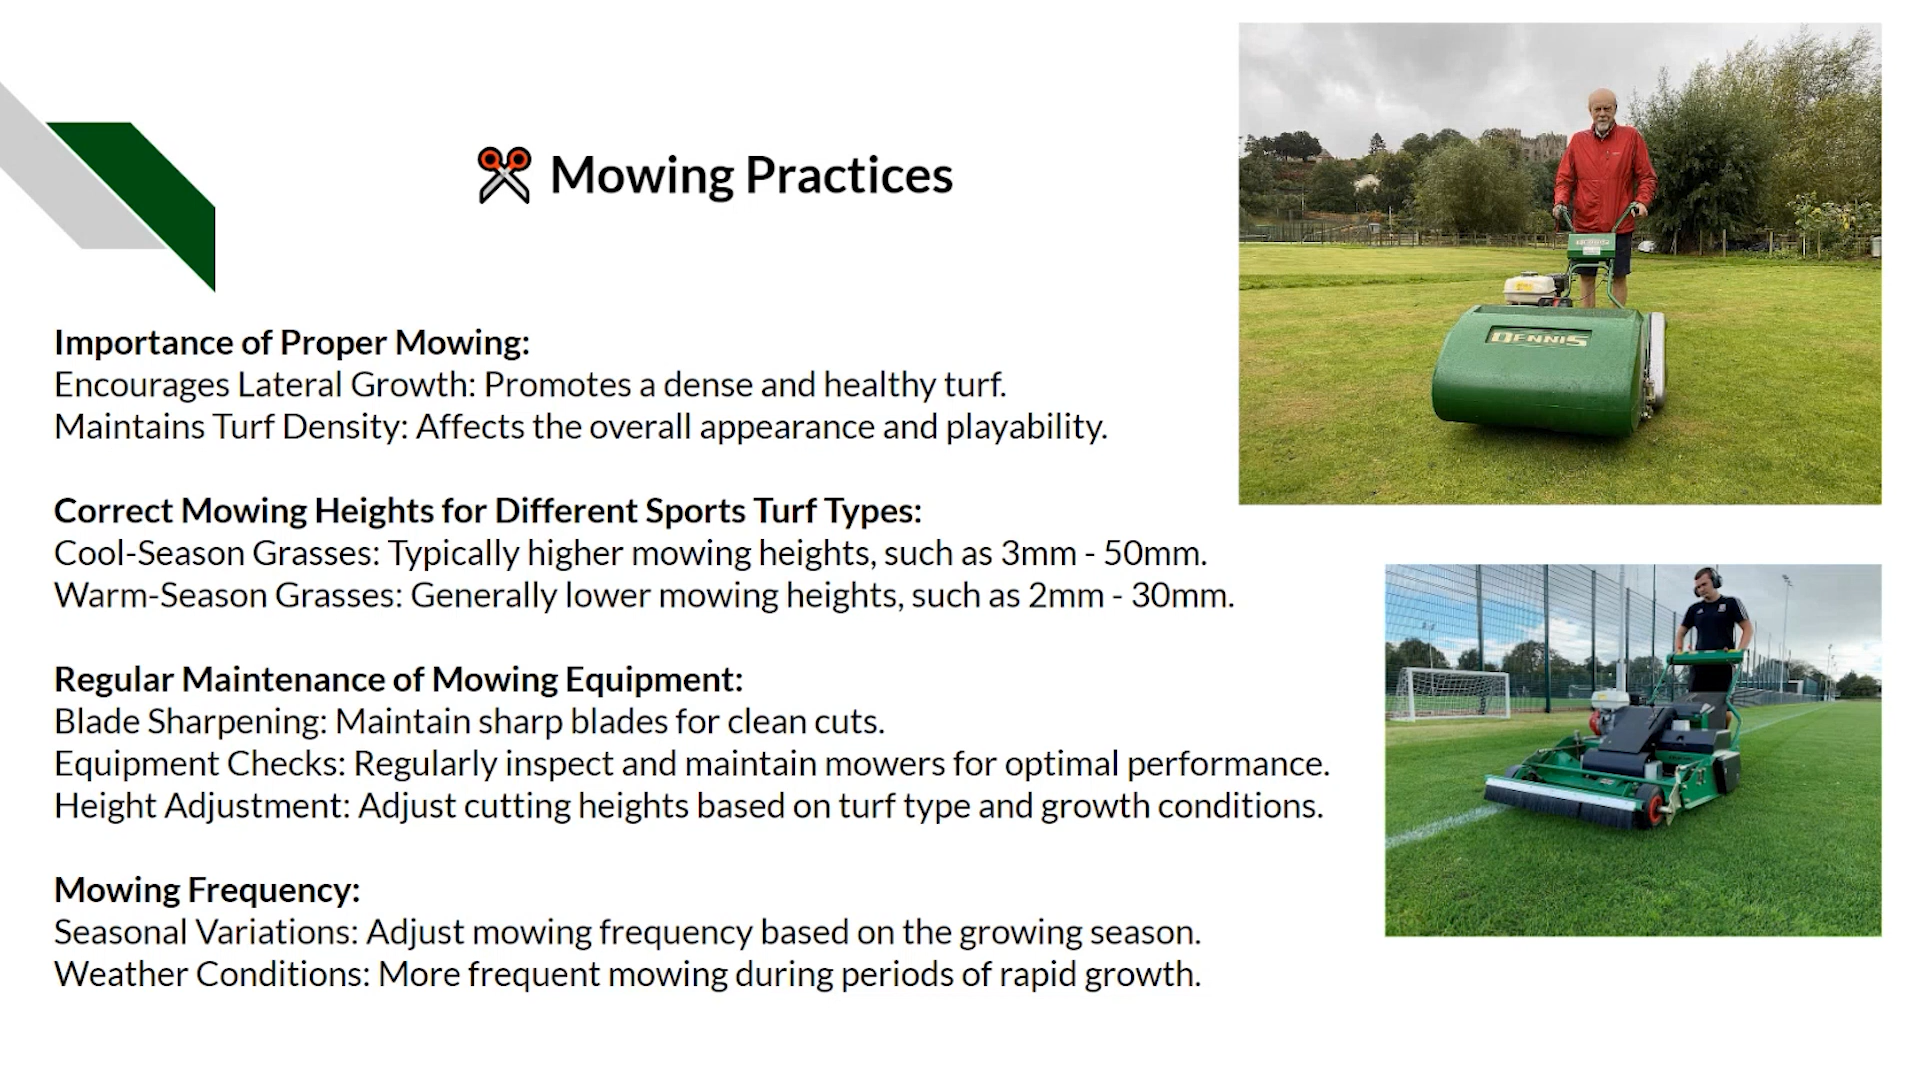 Mowing Practices
Importance of Proper Mowing:
Encourages Lateral Growth: Promotes a dense and healthy turf.
Maintains Turf Density: Affects the overall appearance and playability.
Correct Mowing Heights for Different Sports Turf Types:
Cool-Season Grasses: Typically higher mowing heights, such as 3mm - 50mm.
Warm-Season Grasses: Generally lower mowing heights, such as 2mm - 30mm.
Regular Maintenance of Mowing Equipment:
Blade Sharpening: Maintain sharp blades for clean cuts.
Equipment Checks: Regularly inspect and maintain mowers for optimal performance.
Height Adjustment: Adjust cutting heights based on turf type and growth conditions.
Mowing Frequency:
Seasonal Variations: Adjust mowing frequency based on the growing season.
Weather Conditions: More frequent mowing during periods of rapid growth.
DENNIS